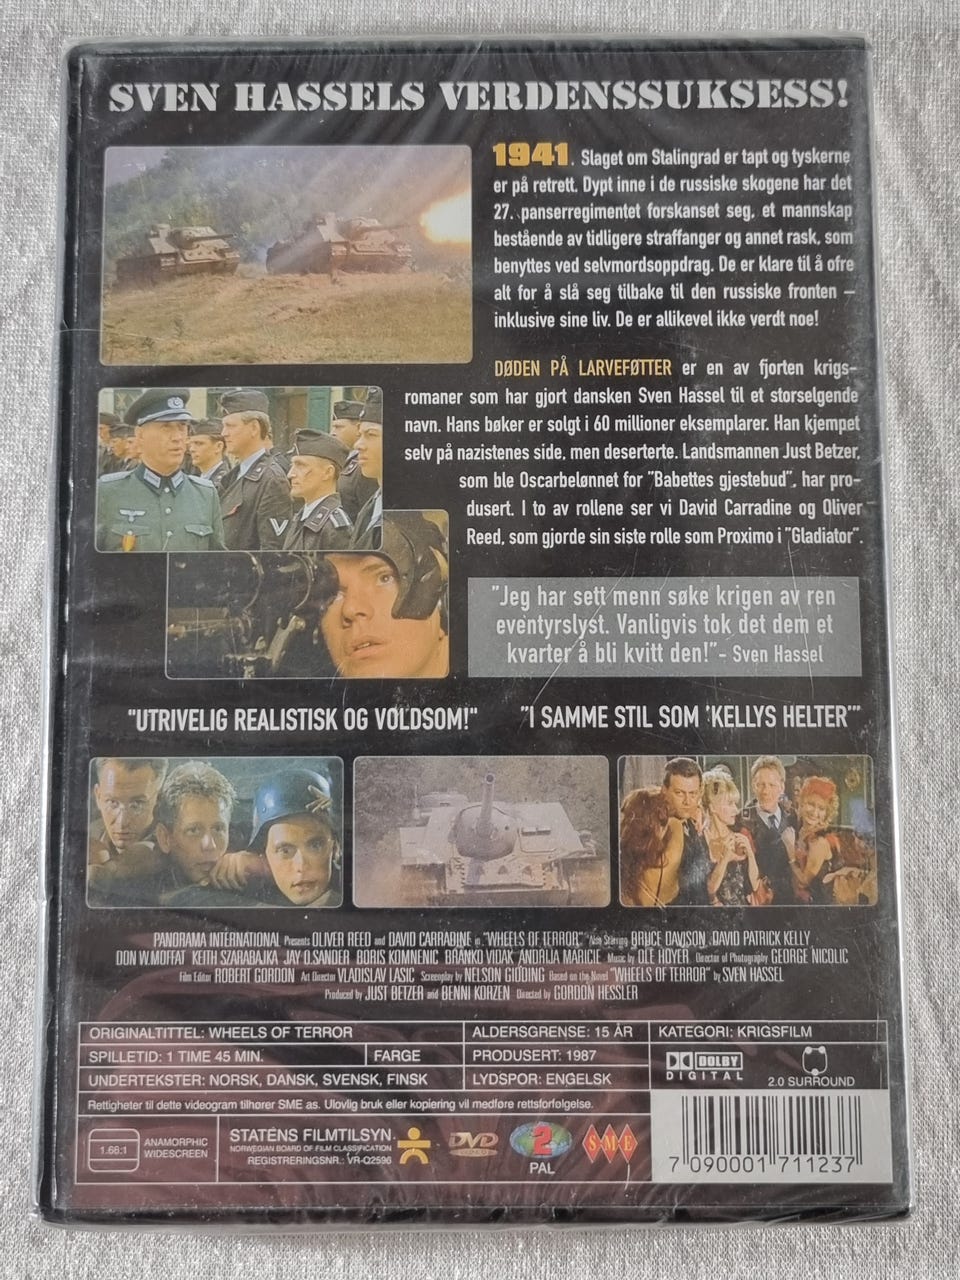 SVEN HASSELS VERDENSSUKSESS!
1941. Slaget om Stalingrad er tapt og tyskerne
er på retrett. Dypt inne i de russiske skogene har det
27. panserregimentet forskanset seg, et mannskap
bestående av tidligere straffanger og annet rask, som
benyttes ved selvmordsoppdrag. De er klare til å ofre
alt for å slå seg tilbake til den russiske fronten –
inklusive sine liv. De er allikevel ikke verdt noe!
DØDEN PÅ LARVEFØTTER er en av fjorten krigs-
romaner som har gjort dansken Sven Hassel til et storselgende
navn. Hans bøker er solgt i 60 millioner eksemplarer. Han kjempet
selv på nazistenes side, men deserterte. Landsmannen Just Betzer,
som ble Oscarbelønnet for "Babettes gjestebud", har pro-
dusert. I to av rollene ser vi David Carradine og Oliver
Reed, som gjorde sin siste rolle som Proximo i "Gladiator".
"Jeg har sett menn søke krigen av ren
eventyrslyst. Vanligvis tok det dem et
kvarter å bli kvitt den!"- Sven Hassel
"UTRIVELIG REALISTISK OG VOLDSOM!"
"I SAMME STIL SOM 'KELLYS HELTER'"
PANORAMA INTERNATIONAL Presents OLIVER REED and DAVID CARRADINE in "WHEELS OF TERROR" Also Starring BRUCE DAVISON, DAVID PATRICK KELLY,
DON W.MOFFAT KEITH SZARABAJKA JAY O.SANDER BORIS KOMNENIC BRANKO VIDAK ANDRIJA MARICIE Music by OLE HOYER Director of Photography GEORGE NICOLIC
Film Editor ROBERT GORDON Art Director VLADISLAV LASIC Screenplay by NELSON GIDDING Based on the Novel "WHEELS OF TERROR" by SVEN HASSEL
Produced by JUST BETZER and BENNI KORZEN Directed by GORDON HESSLER
ORIGINALTITTEL: WHEELS OF TERROR
ALDERSGRENSE: 15 ÅR
KATEGORI: KRIGSFILM
SPILLETID: 1 TIME 45 MIN.
FARGE
PRODUSERT: 1987
UNDERTEKSTER: NORSK, DANSK, SVENSK, FINSK
LYDSPOR: ENGELSK
DOLBY
DIGITAL
2.0 SURROUND
Rettigheter til dette videogram tilhører SME as. Ulovlig bruk eller kopiering vil medføre rettsforfølgelse.
1.66:1
ANAMORPHIC
WIDESCREEN
STATENS FILMTILSYN
NORWEGIAN BOARD OF FILM CLASSIFICATION
REGISTRERINGSNR.: VR-02596
DVD
VIDEO
2
PAL
SME
7 090001 711237